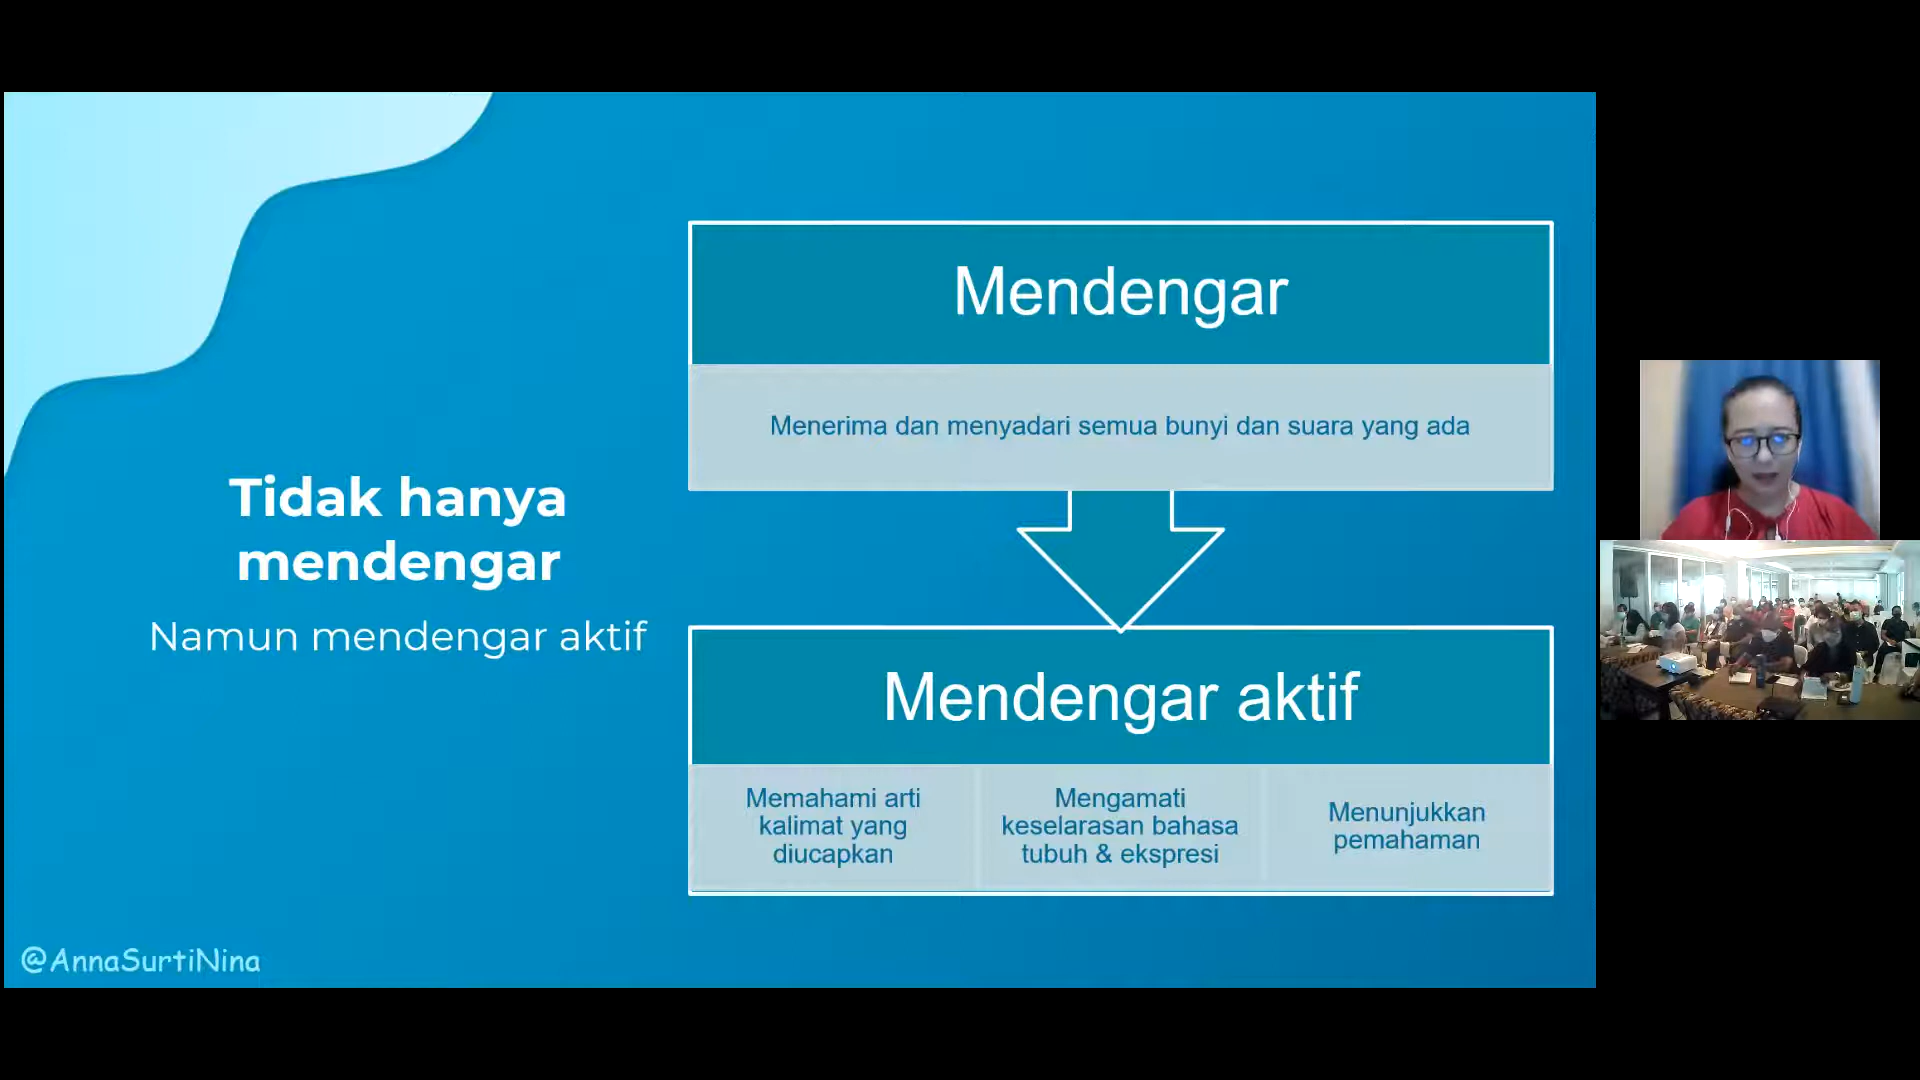 Tidak hanya
mendengar
Namun mendengar aktif
Mendengar
Menerima dan menyadari semua bunyi dan suara yang ada
Mendengar aktif
Memahami arti
kalimat yang
diucapkan
Mengamati
keselarasan bahasa
tubuh & ekspresi
Menunjukkan
pemahaman
@AnnaSurtiNina